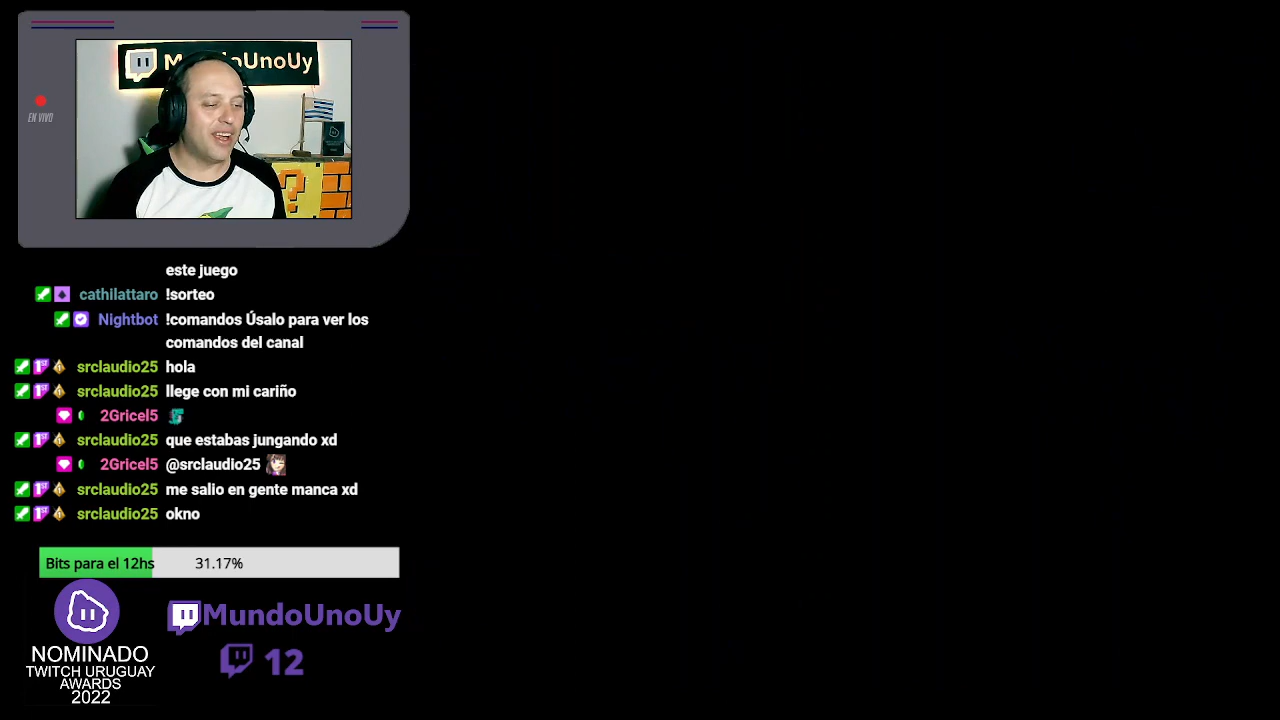 MundoUnoUy
EN VIVO
este juego
cathilattaro !sorteo
Nightbot !comandos Úsalo para ver los
comandos del canal
srclaudio25 hola
srclaudio25 llege con mi cariño
2Gricel5
srclaudio25 que estabas jungando xd
2Gricel5 @srclaudio25
srclaudio25 me salio en gente manca xd
srclaudio25 okno
Bits para el 12hs 31.17%
MundoUnoUy
12
NOMINADO
TWITCH URUGUAY
AWARDS
2022